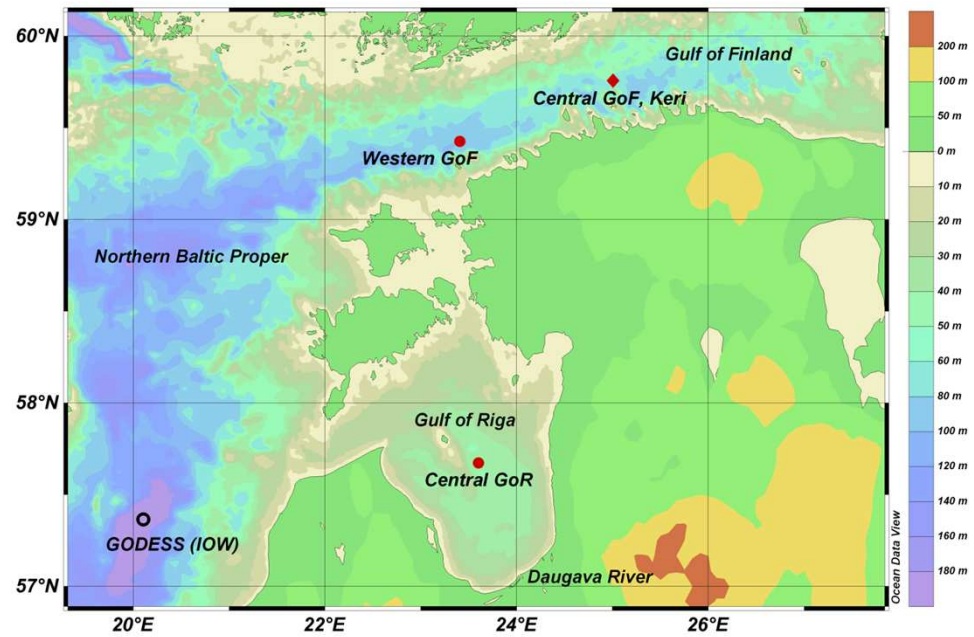 60°N
59°N
58°N
57°N
20°E
22°E
24°E
26°E
Gulf of Finland
Central GoF, Keri
Western GoF
Northern Baltic Proper
Gulf of Riga
Central GoR
GODESS (IOW)
Daugava River
Ocean Data View
200 m
100 m
50 m
0 m
10 m
20 m
30 m
40 m
50 m
60 m
80 m
100 m
120 m
140 m
160 m
180 m